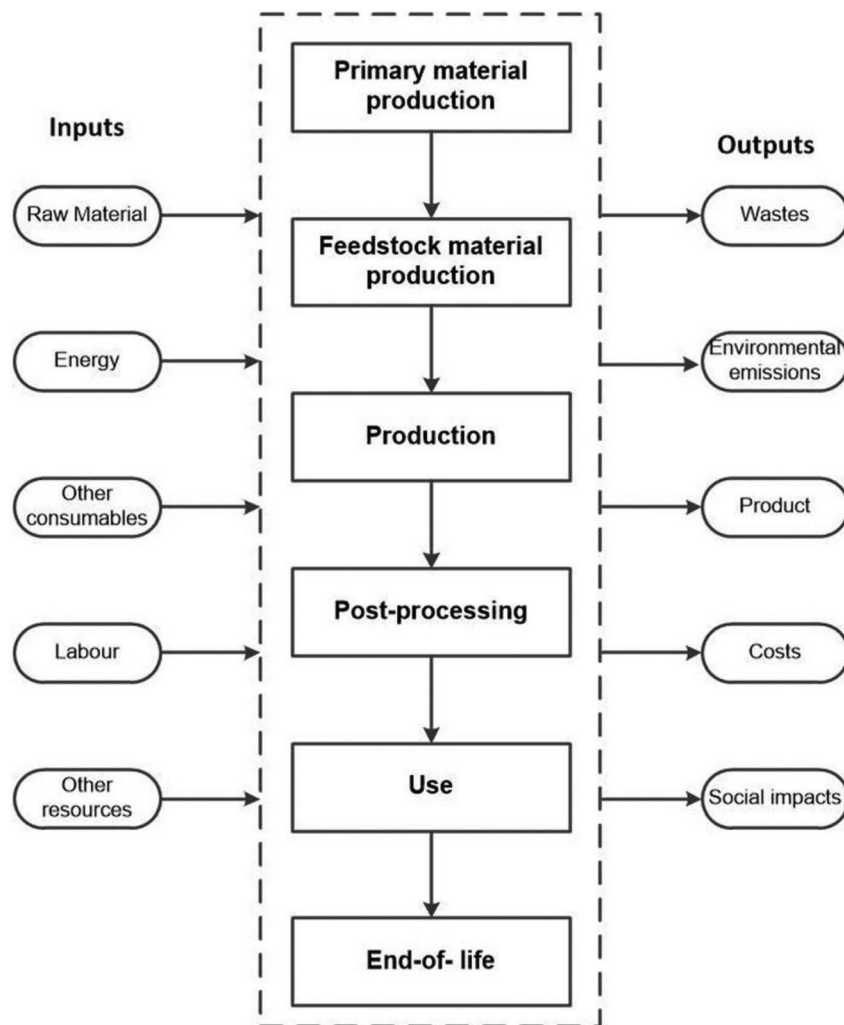 Inputs
Raw Material
Energy
Other
consumables
Labour
Other
resources
Primary material
production
Feedstock material
production
Production
Post-processing
Use
End-of- life
Outputs
Wastes
Environmental
emissions
Product
Costs
Social impacts